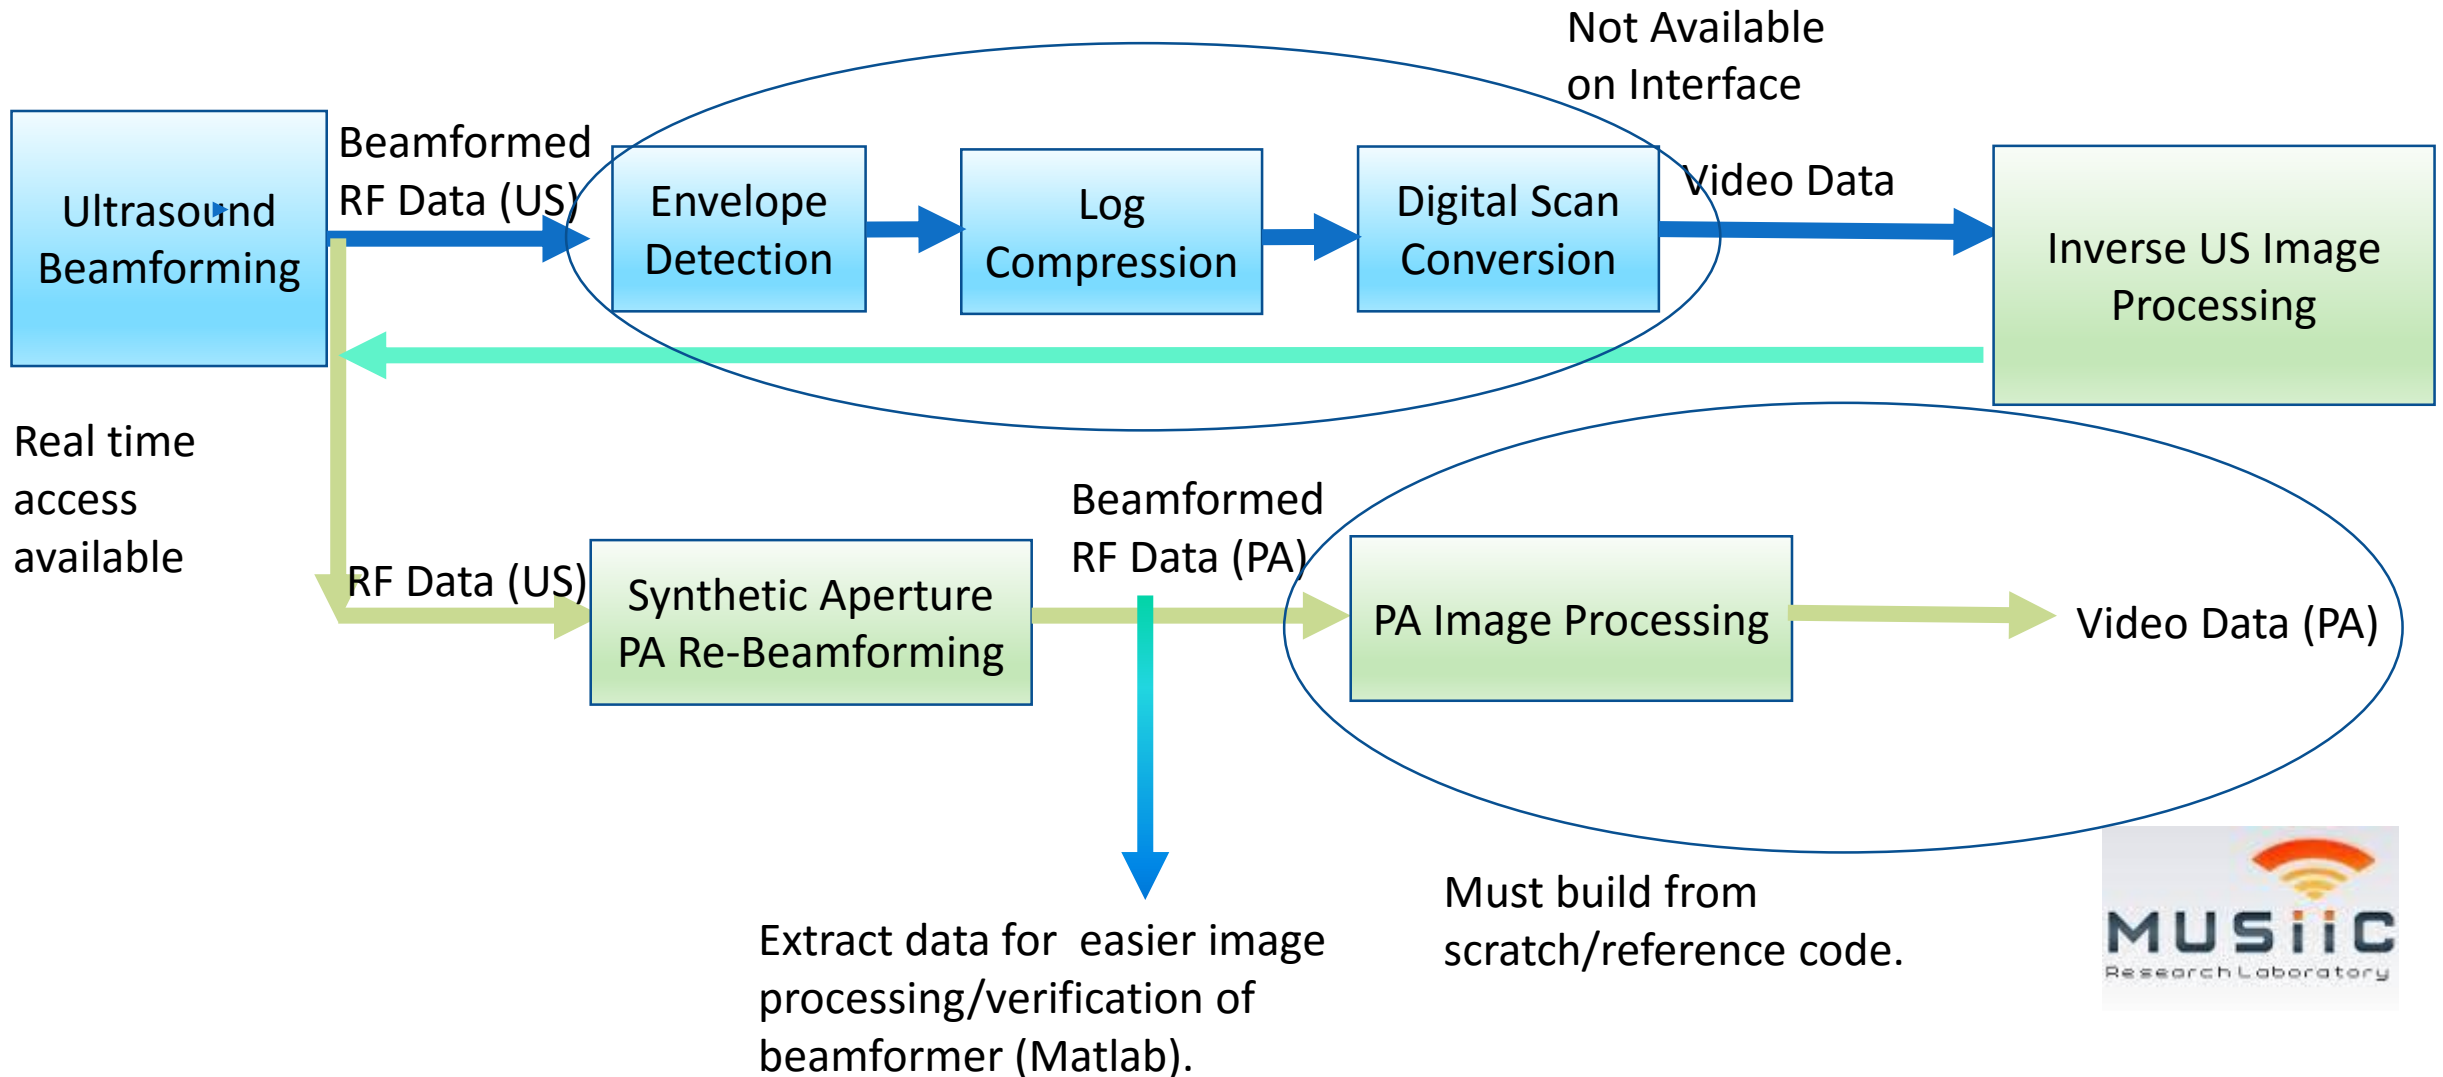 Not Available
on Interface
Beamformed
RF Data (US)
Ultrasound
Beamforming
Envelope
Detection
Log
Compression
Digital Scan
Conversion
Video Data
Inverse US Image
Processing
Real time
access
available
RF Data (US)
Synthetic Aperture
PA Re-Beamforming
Beamformed
RF Data (PA)
PA Image Processing
Video Data (PA)
Extract data for  easier image
processing/verification of
beamformer (Matlab).
Must build from
scratch/reference code.
MUSiiC
Research Laboratory